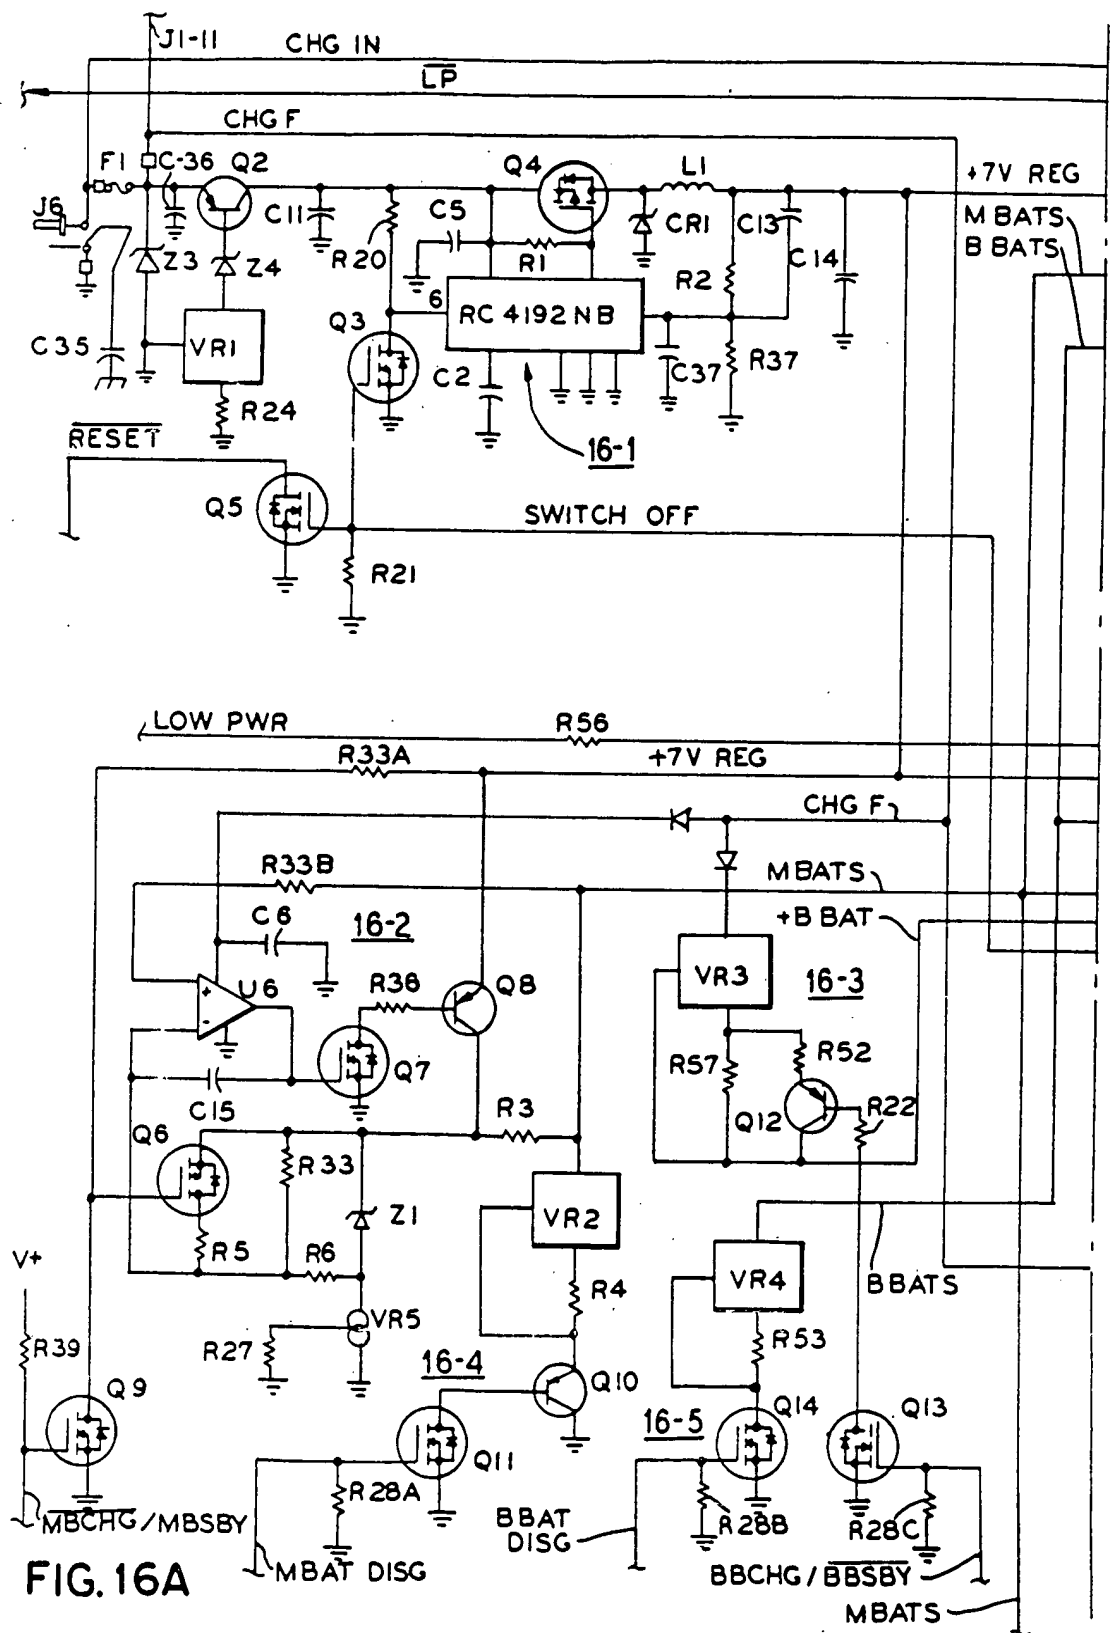 J1-11
CHG IN
LP
CHG F
F1
C-36
Q2
Q4
L1
+7V REG
J6
C11
C5
CR1
C13
M BATS
B BATS
Z3
Z4
R20
R1
R2
C14
Q3
6
RC 4192 NB
VR1
C35
C2
C37
R37
R24
RESET
16-1
Q5
SWITCH OFF
R21
LOW PWR
R56
R33A
+7V REG
CHG F
R33B
M BATS
C6
16-2
+B BAT
VR3
16-3
+
U6
-
R36
Q8
Q7
R57
R52
C15
R3
Q12
R22
Q6
R33
Z1
VR2
R5
R6
VR4
B BATS
V+
R4
VR5
R53
R39
R27
16-4
Q9
Q10
Q14
Q13
16-5
Q11
R28A
BBAT
DISG
R28B
R28C
MBCHG/MBSBY
MBAT DISG
BBCHG/BBSBY
MBATS
FIG. 16A